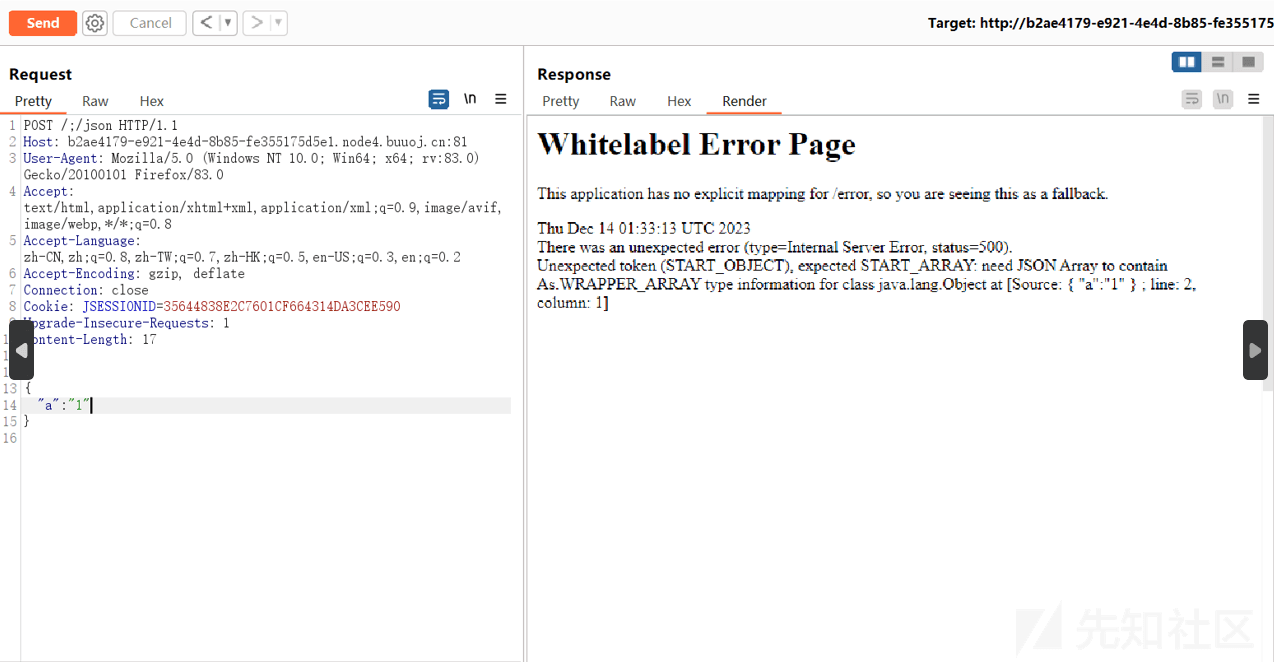 Send
Cancel
Target: http://b2ae4179-e921-4e4d-8b85-fe355175
Request
Pretty
Raw
Hex
\n
1 POST /;/json HTTP/1.1
2 Host: b2ae4179-e921-4e4d-8b85-fe355175d5e1.node4.buuoj.cn:81
3 User-Agent: Mozilla/5.0 (Windows NT 10.0; Win64; x64; rv:83.0)
Gecko/20100101 Firefox/83.0
4 Accept:
text/html,application/xhtml+xml,application/xml;q=0.9,image/avif,
image/webp,*/*;q=0.8
5 Accept-Language:
zh-CN,zh;q=0.8,zh-TW;q=0.7,zh-HK;q=0.5,en-US;q=0.3,en;q=0.2
6 Accept-Encoding: gzip, deflate
7 Connection: close
8 Cookie: JSESSIONID=35644838E2C7601CF664314DA3CEE590
pgrade-Insecure-Requests: 1
1 ontent-Length: 17
1
1
13 {
14 "a":"1"
15 }
16
Response
Pretty
Raw
Hex
Render
\n
Whitelabel Error Page
This application has no explicit mapping for /error, so you are seeing this as a fallback.
Thu Dec 14 01:33:13 UTC 2023
There was an unexpected error (type=Internal Server Error, status=500).
Unexpected token (START_OBJECT), expected START_ARRAY: need JSON Array to contain
As.WRAPPER_ARRAY type information for class java.lang.Object at [Source: { "a":"1" } ; line: 2,
column: 1]
先知社区